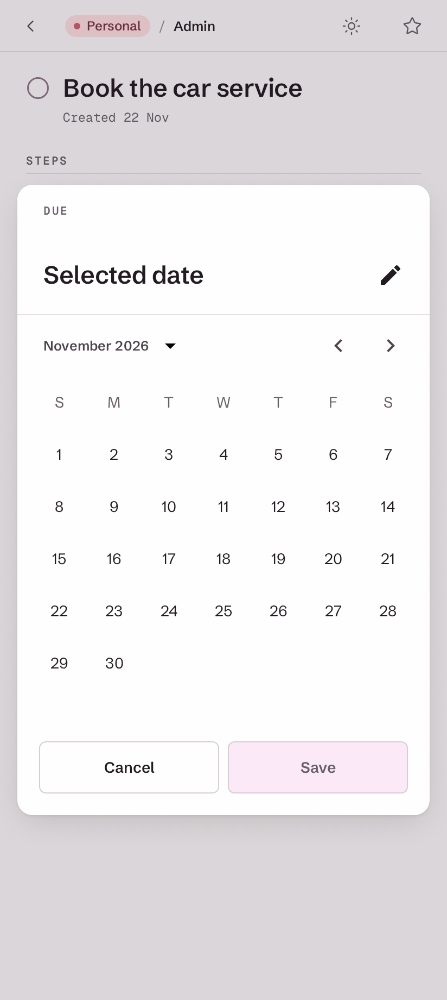 Personal / Admin
Book the car service
Created 22 Nov
STEPS
DUE
Selected date
November 2026
S M T W T F S
1 2 3 4 5 6 7
8 9 10 11 12 13 14
15 16 17 18 19 20 21
22 23 24 25 26 27 28
29 30
Cancel Save